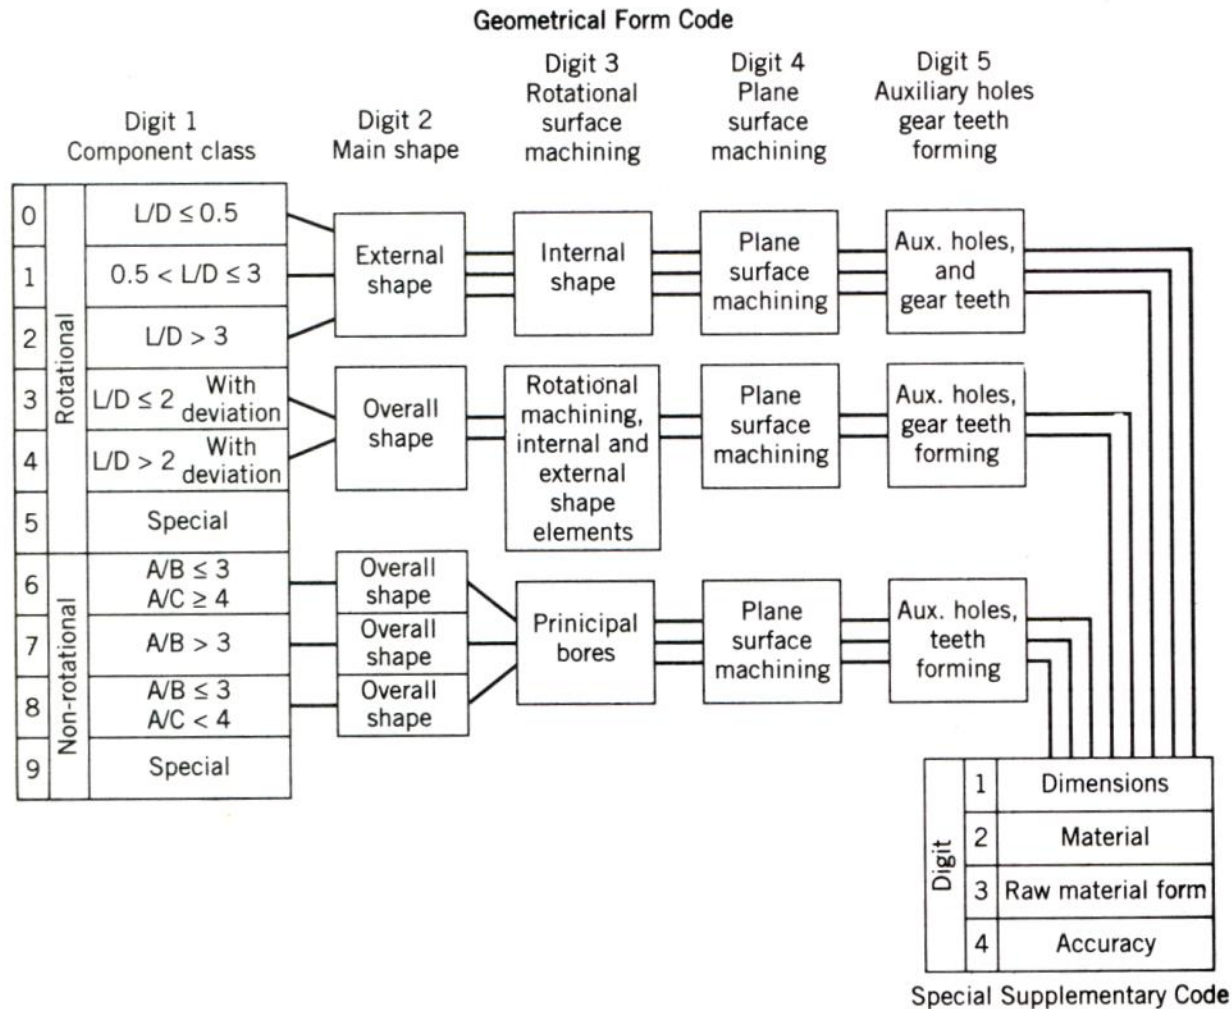 Geometrical Form Code
Digit 1
Component class
Digit 2
Main shape
Digit 3
Rotational
surface
machining
Digit 4
Plane
surface
machining
Digit 5
Auxiliary holes
gear teeth
forming
Rotational
0
L/D ≤ 0.5
1
0.5 < L/D ≤ 3
2
L/D > 3
3
L/D ≤ 2 With
deviation
4
L/D > 2 With
deviation
5
Special
Non-rotational
6
A/B ≤ 3
A/C ≥ 4
7
A/B > 3
8
A/B ≤ 3
A/C < 4
9
Special
External
shape
Internal
shape
Plane
surface
machining
Aux. holes,
and
gear teeth
Overall
shape
Rotational
machining,
internal and
external
shape
elements
Plane
surface
machining
Aux. holes,
gear teeth
forming
Overall
shape
Overall
shape
Overall
shape
Prinicipal
bores
Plane
surface
machining
Aux. holes,
teeth
forming
Digit
1 Dimensions
2 Material
3 Raw material form
4 Accuracy
Special Supplementary Code